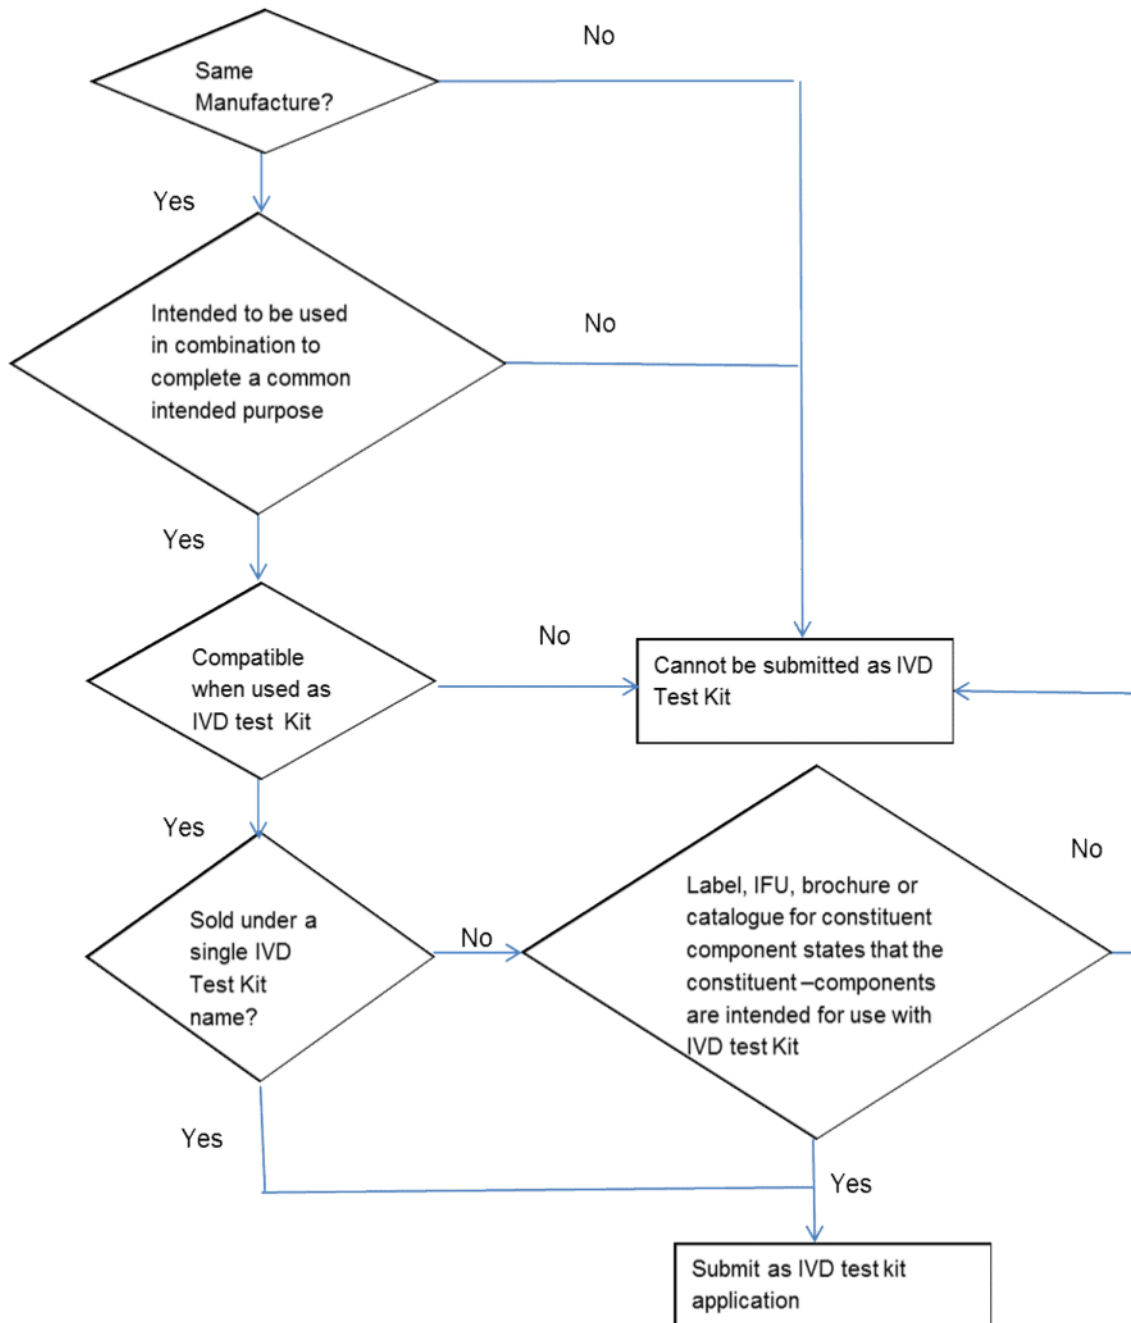 No
Same
Manufacture?
Yes
Intended to be used
in combination to
complete a common
intended purpose
No
Yes
Compatible
when used as
IVD test Kit
No
Cannot be submitted as IVD
Test Kit
Yes
Sold under a
single IVD
Test Kit
name?
No
Label, IFU, brochure or
catalogue for constituent
component states that the
constituent –components
are intended for use with
IVD test Kit
No
Yes
Yes
Submit as IVD test kit
application